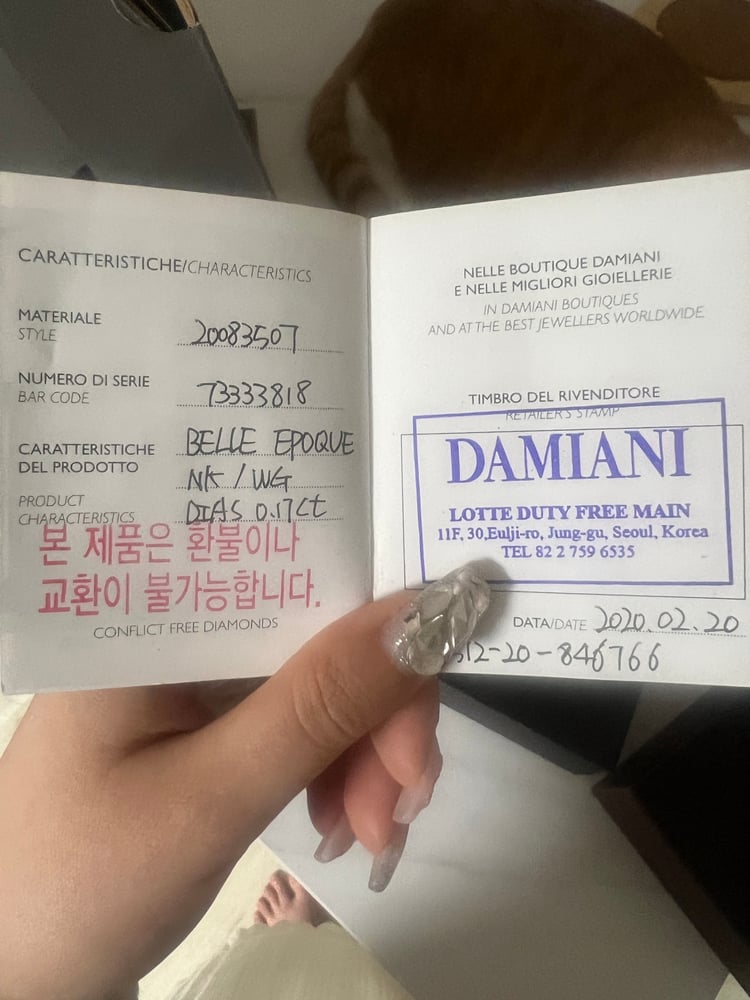 CARATTERISTICHE/CHARACTERISTICS
MATERIALE
STYLE
20083507
NUMERO DI SERIE
BAR CODE
73333818
CARATTERISTICHE
DEL PRODOTTO
PRODUCT
CHARACTERISTICS
BELLE EPOQUE
NK / WG
DIAS 0.17ct
본 제품은 환불이나
교환이 불가능합니다.
CONFLICT FREE DIAMONDS
NELLE BOUTIQUE DAMIANI
E NELLE MIGLIORI GIOIELLERIE
IN DAMIANI BOUTIQUES
AND AT THE BEST JEWELLERS WORLDWIDE
TIMBRO DEL RIVENDITORE
RETAILER'S STAMP
DAMIANI
LOTTE DUTY FREE MAIN
11F, 30,Eulji-ro, Jung-gu, Seoul, Korea
TEL 82 2 759 6535
DATA/DATE 2020.02.20
12-20-846766